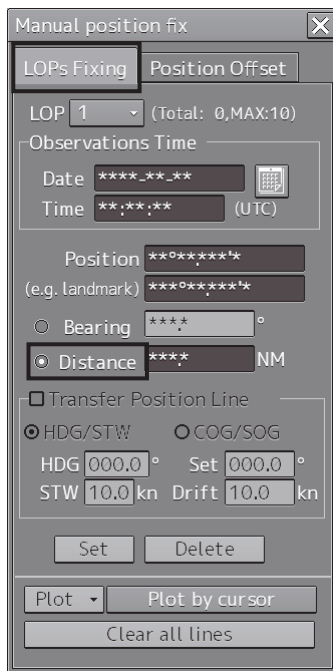 Manual position fix
LOPs Fixing Position Offset
LOP 1 (Total: 0,MAX:10)
Observations Time
Date ****-**-**
Time **:**:** (UTC)
Position **°**.***'*
(e.g. landmark) ***°**.***'*
Bearing ***.* °
Distance ***.* NM
Transfer Position Line
HDG/STW COG/SOG
HDG 000.0 ° Set 000.0 °
STW 10.0 kn Drift 10.0 kn
Set Delete
Plot Plot by cursor
Clear all lines